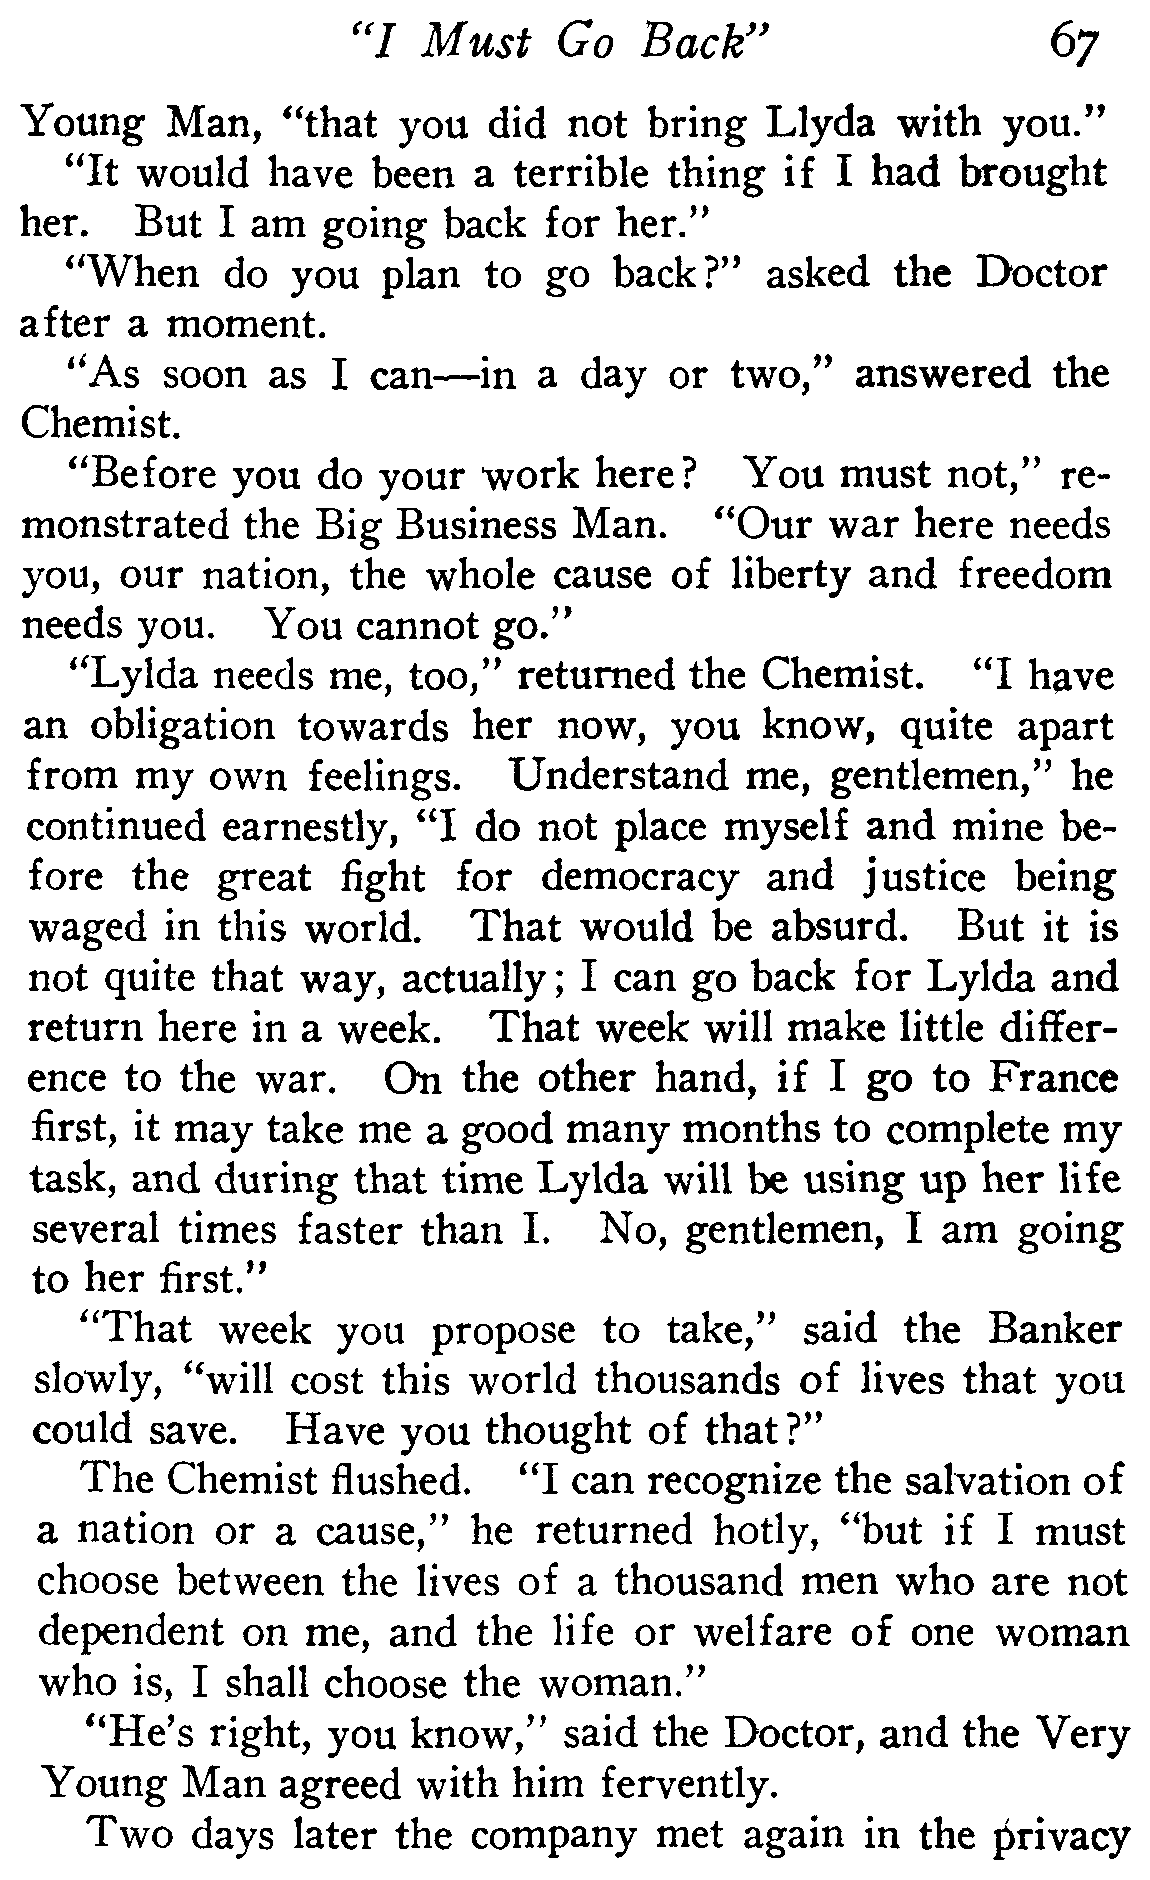 “I Must Go Back” 67
Young Man, “that you did not bring Llyda with you.”
“It would have been a terrible thing if I had brought
her. But I am going back for her.”
“When do you plan to go back?” asked the Doctor
after a moment.
“As soon as I can—in a day or two,” answered the
Chemist.
“Before you do your work here? You must not,” re-
monstrated the Big Business Man. “Our war here needs
you, our nation, the whole cause of liberty and freedom
needs you. You cannot go.”
“Lylda needs me, too,” returned the Chemist. “I have
an obligation towards her now, you know, quite apart
from my own feelings. Understand me, gentlemen,” he
continued earnestly, “I do not place myself and mine be-
fore the great fight for democracy and justice being
waged in this world. That would be absurd. But it is
not quite that way, actually; I can go back for Lylda and
return here in a week. That week will make little differ-
ence to the war. On the other hand, if I go to France
first, it may take me a good many months to complete my
task, and during that time Lylda will be using up her life
several times faster than I. No, gentlemen, I am going
to her first.”
“That week you propose to take,” said the Banker
slowly, “will cost this world thousands of lives that you
could save. Have you thought of that?”
The Chemist flushed. “I can recognize the salvation of
a nation or a cause,” he returned hotly, “but if I must
choose between the lives of a thousand men who are not
dependent on me, and the life or welfare of one woman
who is, I shall choose the woman.”
“He’s right, you know,” said the Doctor, and the Very
Young Man agreed with him fervently.
Two days later the company met again in the privacy